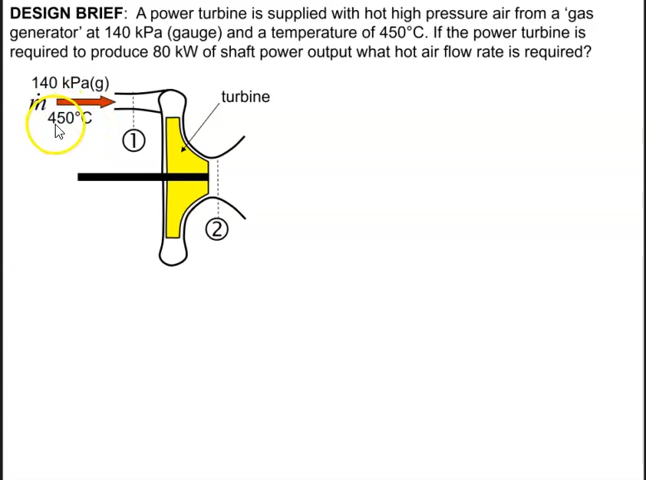 DESIGN BRIEF: A power turbine is supplied with hot high pressure air from a 'gas
generator' at 140 kPa (gauge) and a temperature of 450°C. If the power turbine is
required to produce 80 kW of shaft power output what hot air flow rate is required?
140 kPa(g)
ṁ
450°C
turbine
①
②